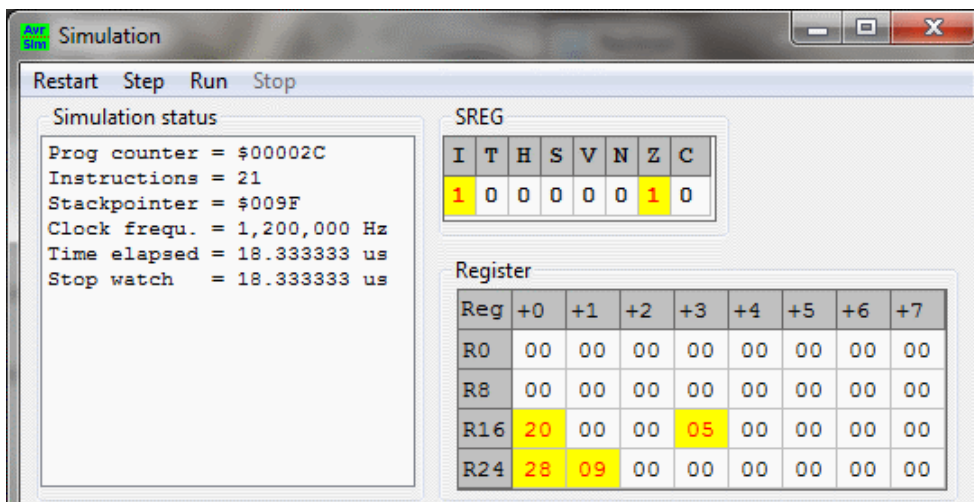 Avr Sim Simulation
Restart Step Run Stop
Simulation status
Prog counter = $00002C
Instructions = 21
Stackpointer = $009F
Clock frequ. = 1,200,000 Hz
Time elapsed = 18.333333 us
Stop watch = 18.333333 us
SREG
I T H S V N Z C
1 0 0 0 0 0 1 0
Register
Reg +0 +1 +2 +3 +4 +5 +6 +7
R0 00 00 00 00 00 00 00 00
R8 00 00 00 00 00 00 00 00
R16 20 00 00 05 00 00 00 00
R24 28 09 00 00 00 00 00 00